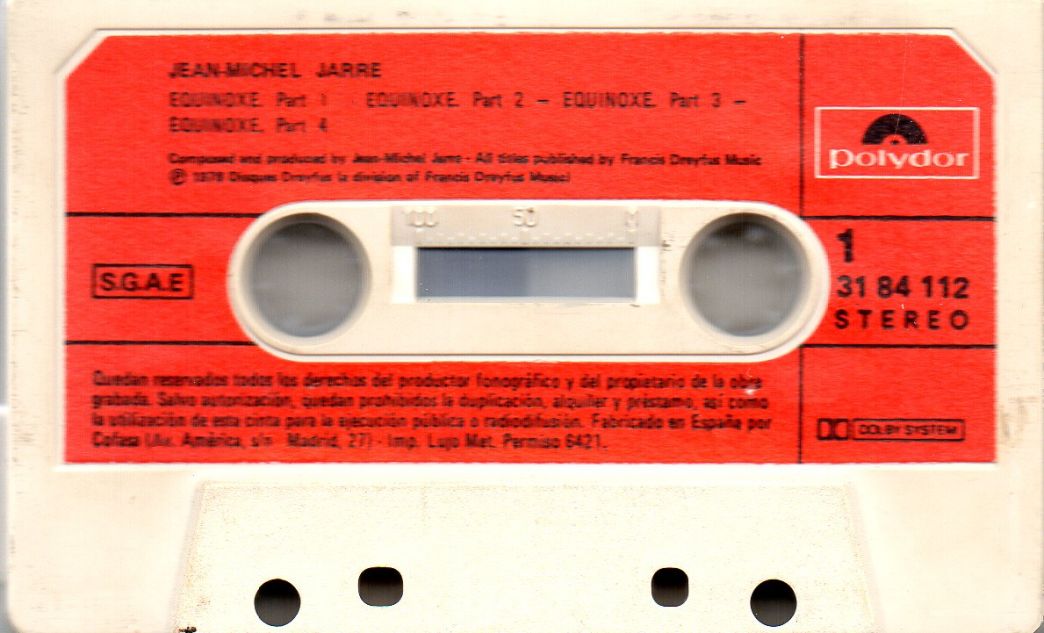 JEAN-MICHEL JARRE
EQUINOXE. Part 1 EQUINOXE. Part 2 – EQUINOXE. Part 3 –
EQUINOXE. Part 4
Composed and produced by Jean-Michel Jarre - All titles published by Francis Dreyfus Music
℗ 1978 Disques Dreyfus (a division of Francis Dreyfus Music)
polydor
100 50 0
1
S.G.A.E
31 84 112
STEREO
Quedan reservados todos los derechos del productor fonográfico y del propietario de la obra
grabada. Salvo autorización, quedan prohibidos la duplicación, alquiler y préstamo, así como
la utilización de esta cinta para la ejecución pública o radiodifusión. Fabricado en España por
Cofasa (Av. América, s/n Madrid, 27) - Imp. Lujo Met. Permiso 6421.
DOLBY SYSTEM